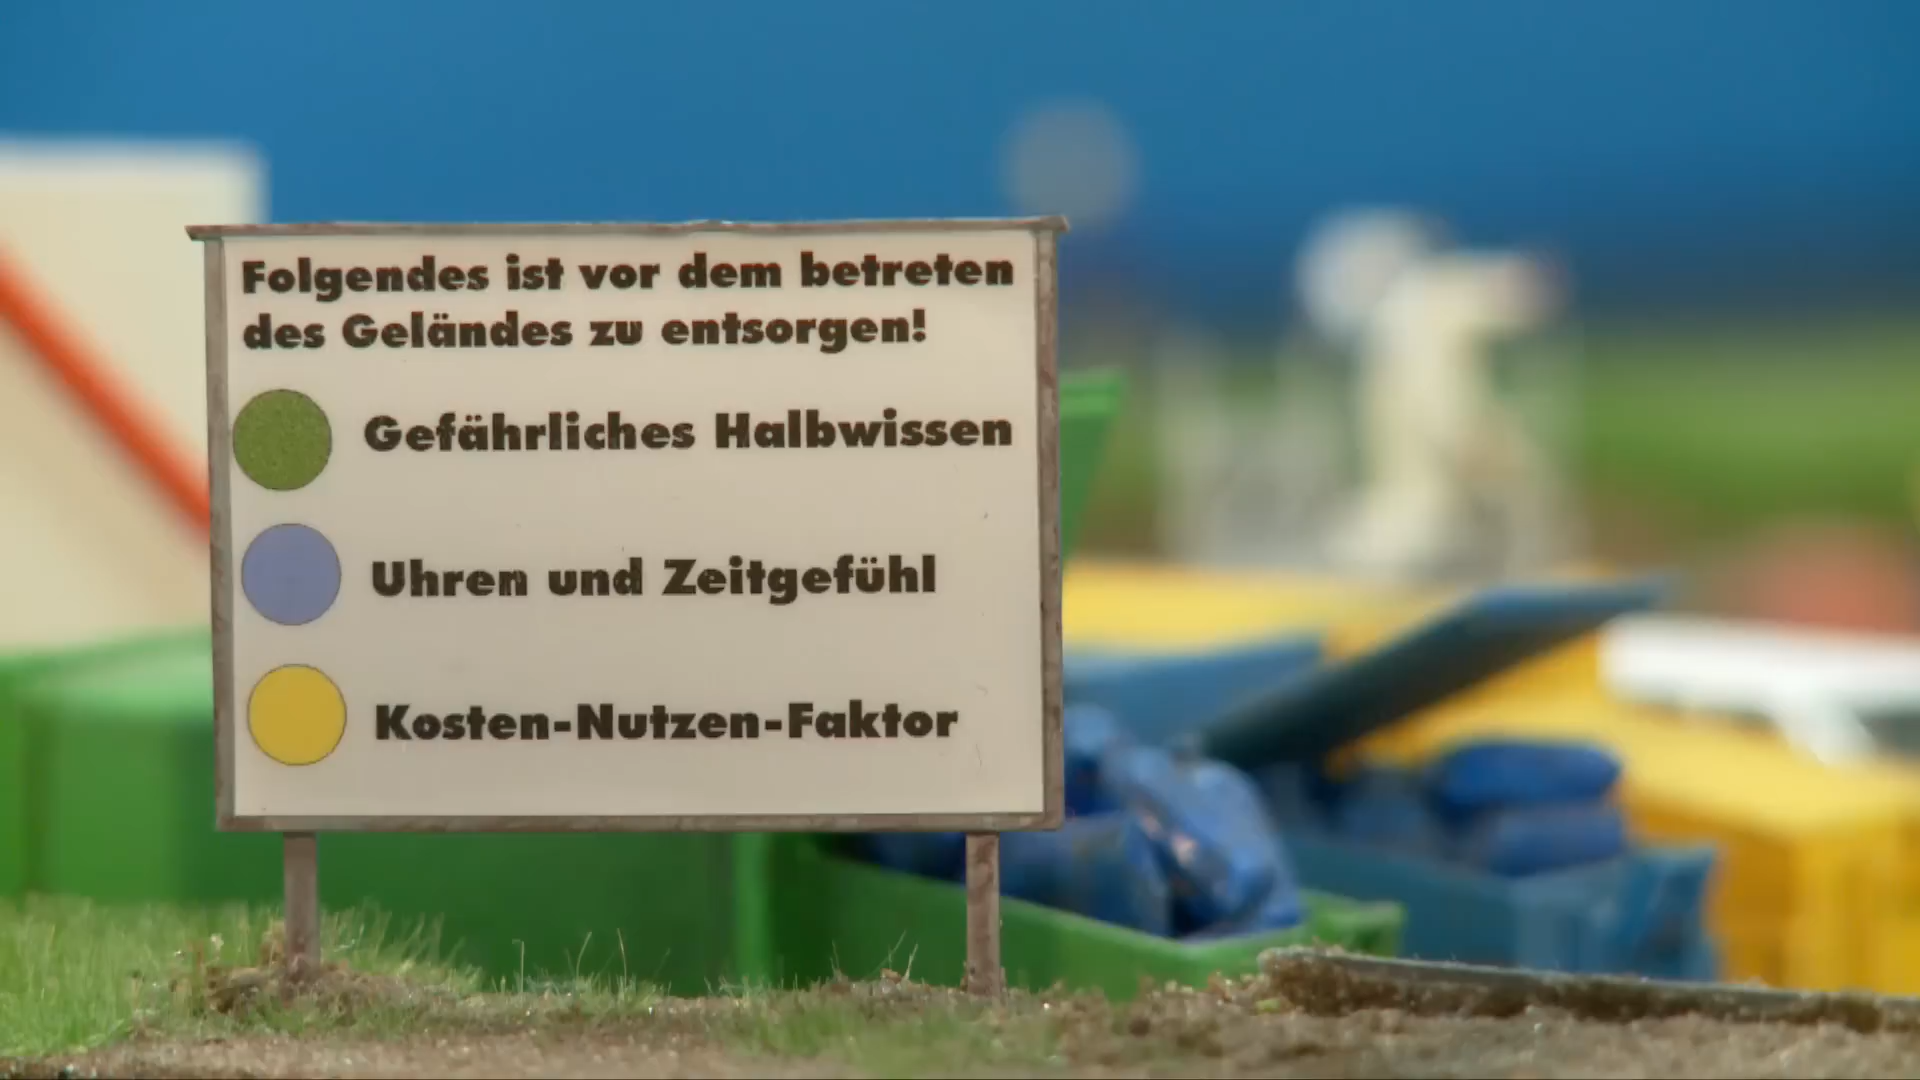 Folgendes ist vor dem betreten
des Geländes zu entsorgen!
Gefährliches Halbwissen
Uhren und Zeitgefühl
Kosten-Nutzen-Faktor